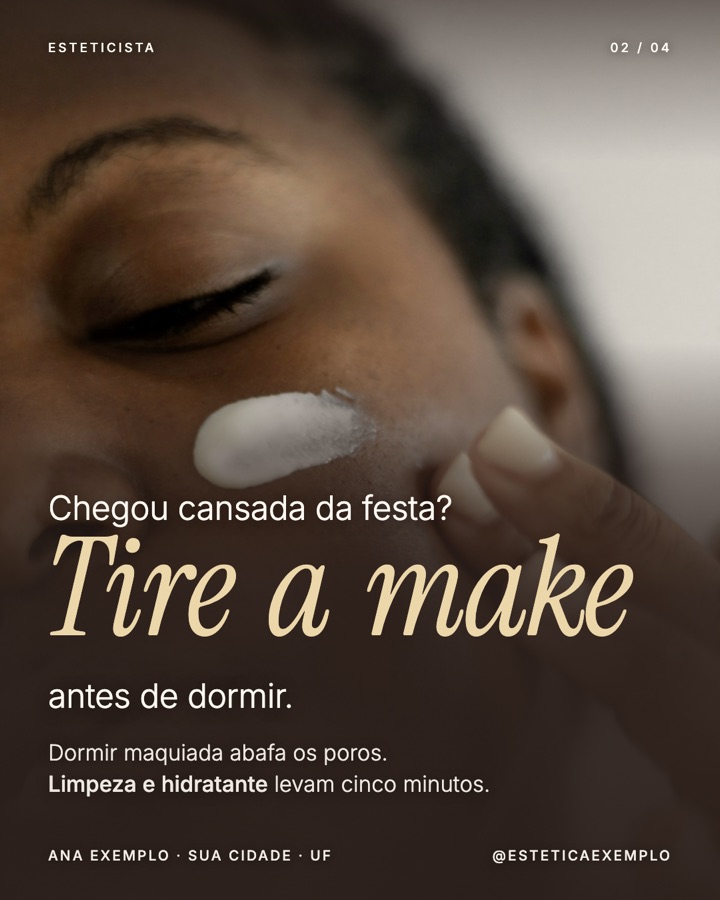 ESTETICISTA
02 / 04
Chegou cansada da festa?
Tire a make
antes de dormir.
Dormir maquiada abafa os poros.
Limpeza e hidratante levam cinco minutos.
ANA EXEMPLO · SUA CIDADE · UF
@ESTETICAEXEMPLO